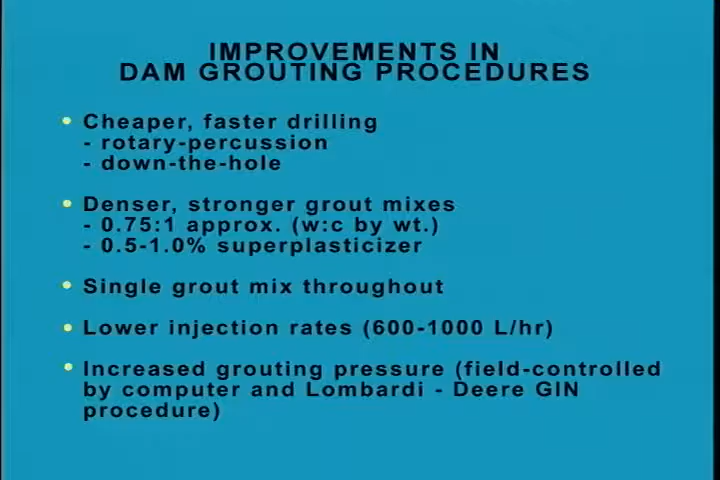 IMPROVEMENTS IN
DAM GROUTING PROCEDURES
• Cheaper, faster drilling
- rotary-percussion
- down-the-hole
• Denser, stronger grout mixes
- 0.75:1 approx. (w:c by wt.)
- 0.5-1.0% superplasticizer
• Single grout mix throughout
• Lower injection rates (600-1000 L/hr)
• Increased grouting pressure (field-controlled
by computer and Lombardi - Deere GIN
procedure)